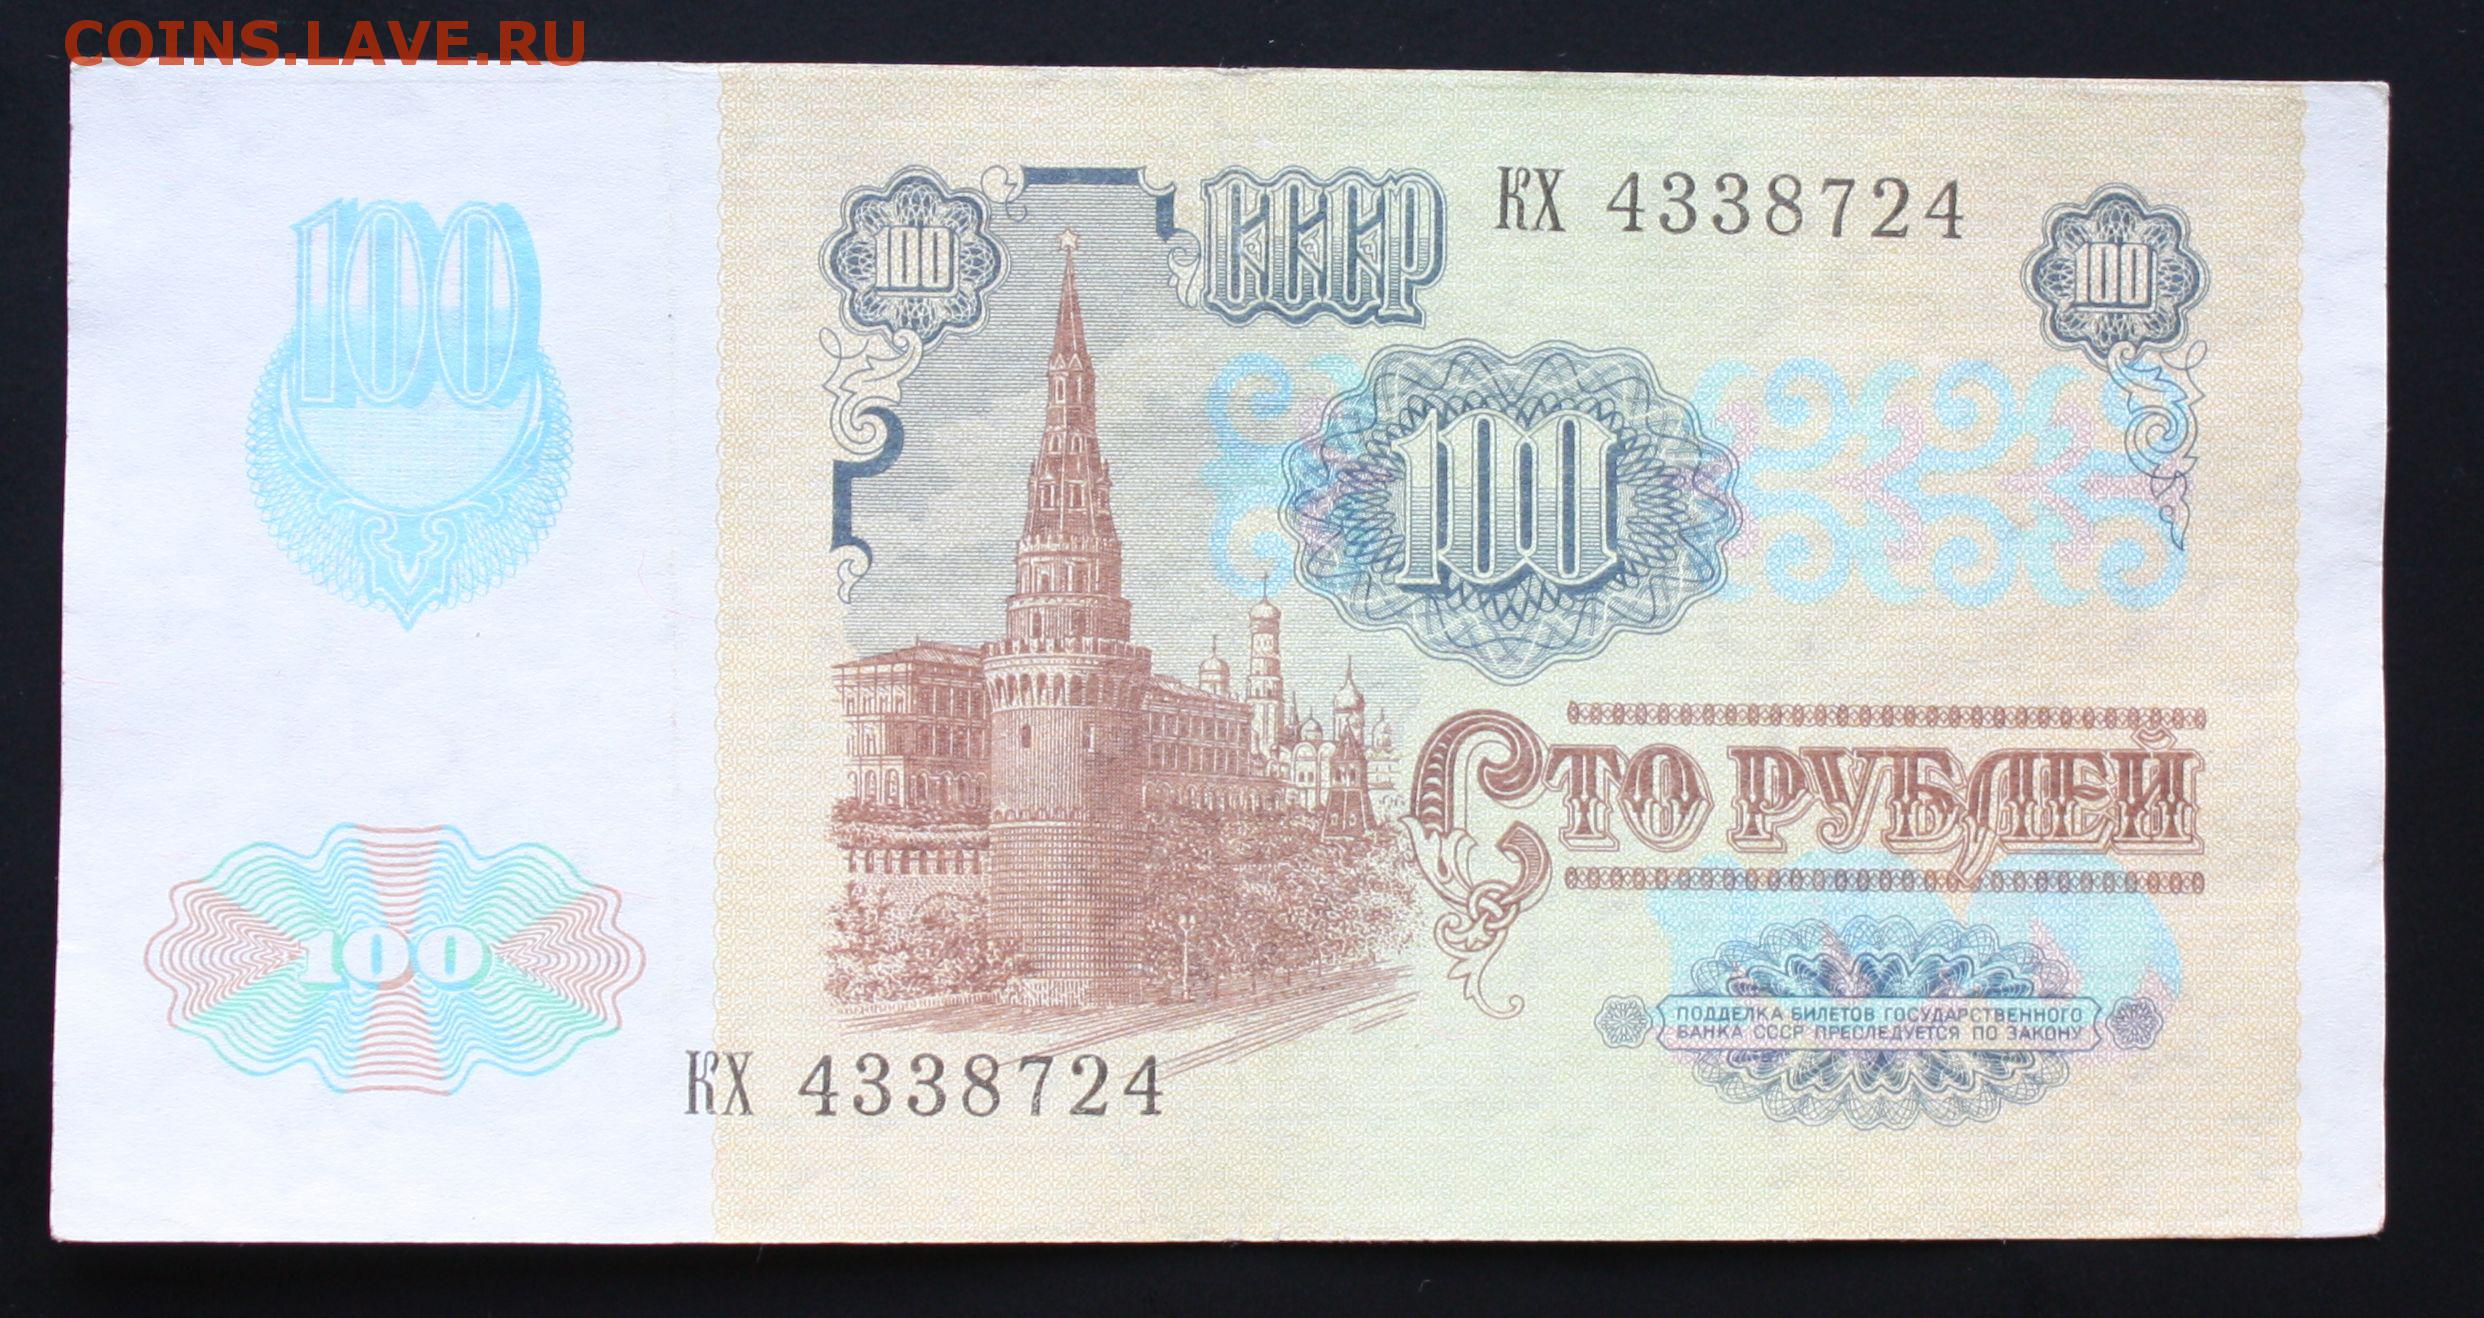 COINS.LAVE.RU
100
100
СССР
КХ 4338724
100
100
100
СТО РУБЛЕЙ
100
ПОДДЕЛКА БИЛЕТОВ ГОСУДАРСТВЕННОГО
БАНКА СССР ПРЕСЛЕДУЕТСЯ ПО ЗАКОНУ
КХ 4338724